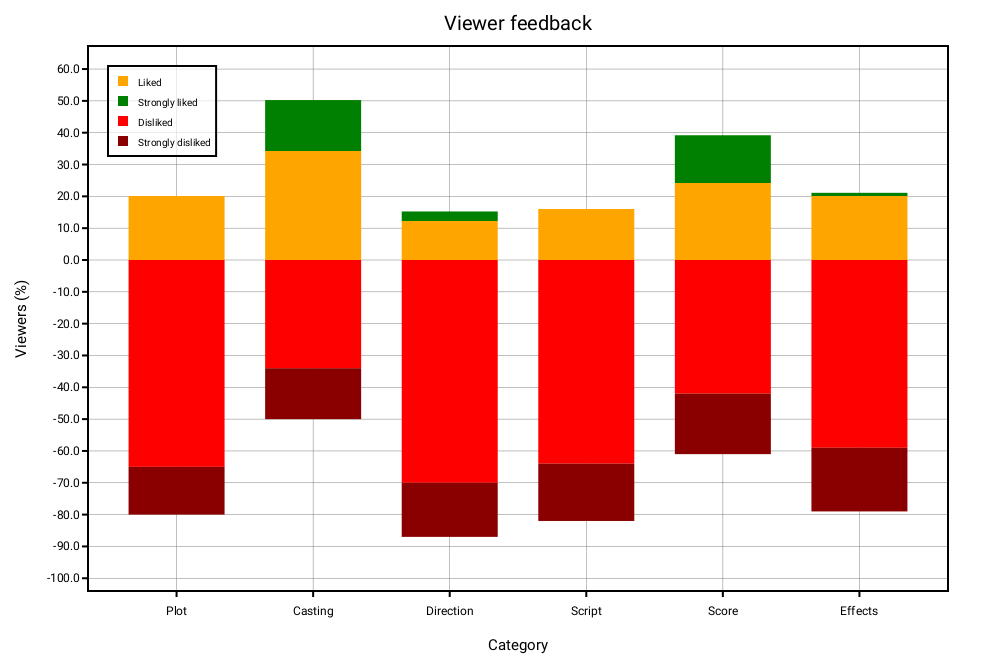 Viewer feedback
Liked
Strongly liked
Disliked
Strongly disliked
60.0
50.0
40.0
30.0
20.0
10.0
0.0
-10.0
-20.0
-30.0
-40.0
-50.0
-60.0
-70.0
-80.0
-90.0
-100.0
Viewers (%)
Plot Casting Direction Script Score Effects
Category